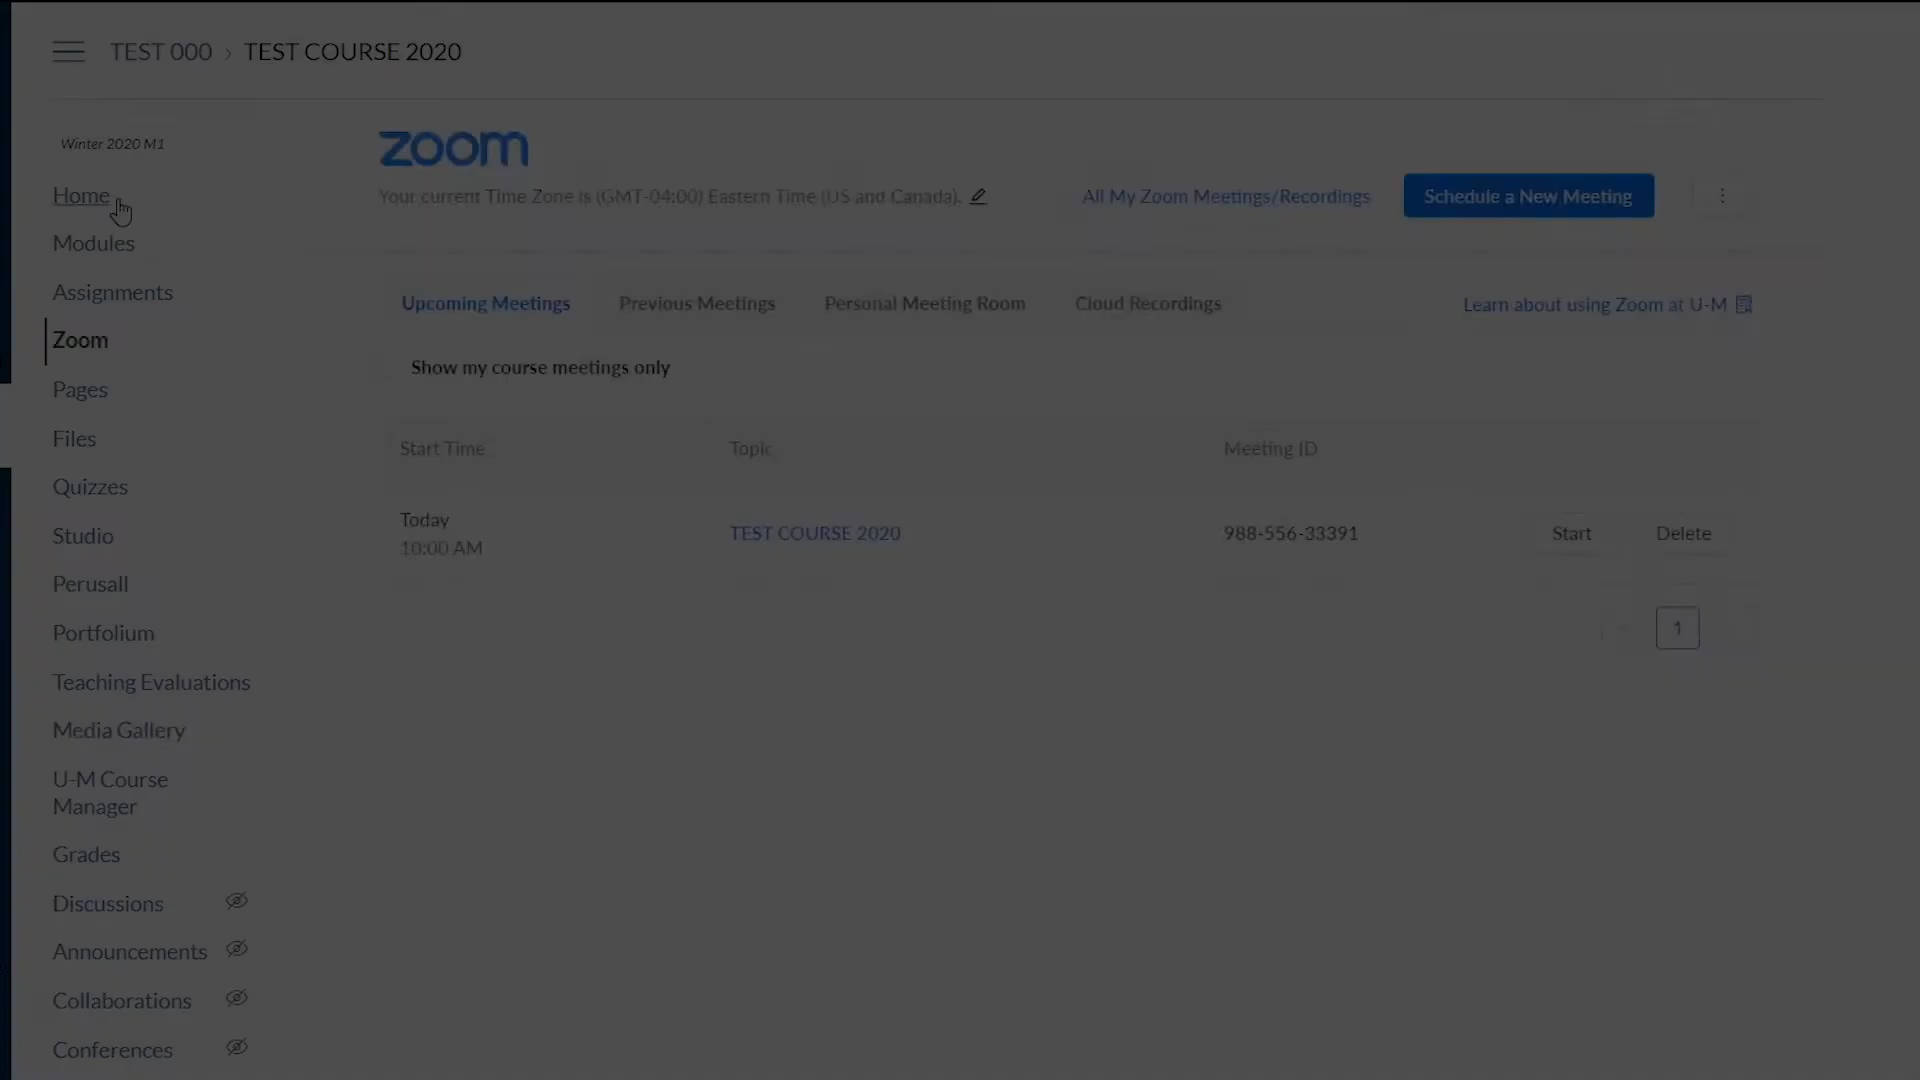 TEST 000 › TEST COURSE 2020
Winter 2020 M1
Home
Modules
Assignments
Zoom
Pages
Files
Quizzes
Studio
Perusall
Portfolium
Teaching Evaluations
Media Gallery
U-M Course
Manager
Grades
Discussions
Announcements
Collaborations
Conferences
zoom
Your current Time Zone is (GMT-04:00) Eastern Time (US and Canada).
All My Zoom Meetings/Recordings
Schedule a New Meeting
Upcoming Meetings
Previous Meetings
Personal Meeting Room
Cloud Recordings
Learn about using Zoom at U-M
Show my course meetings only
Start Time
Topic
Meeting ID
Today
10:00 AM
TEST COURSE 2020
988-556-33391
Start
Delete
1